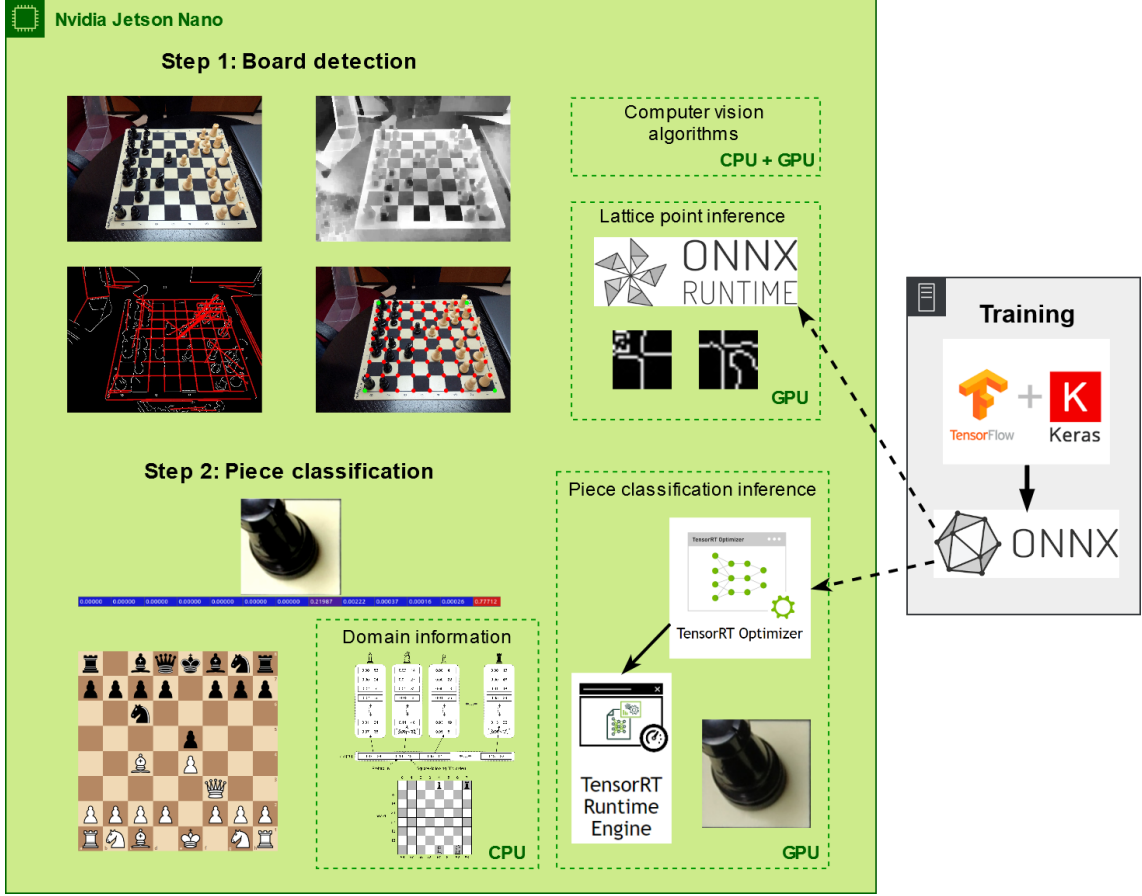 Nvidia Jetson Nano
Step 1: Board detection
Computer vision
algorithms
CPU + GPU
Lattice point inference
ONNX
RUNTIME
GPU
Training
TensorFlow
+
Keras
ONNX
Step 2: Piece classification
0.00000 0.00000 0.00000 0.00000 0.00000 0.00000 0.00000 0.21987 0.00222 0.00037 0.00016 0.00026 0.77712
Domain information
CPU
Piece classification inference
TensorRT Optimizer
TensorRT Optimizer
TensorRT
Runtime
Engine
GPU